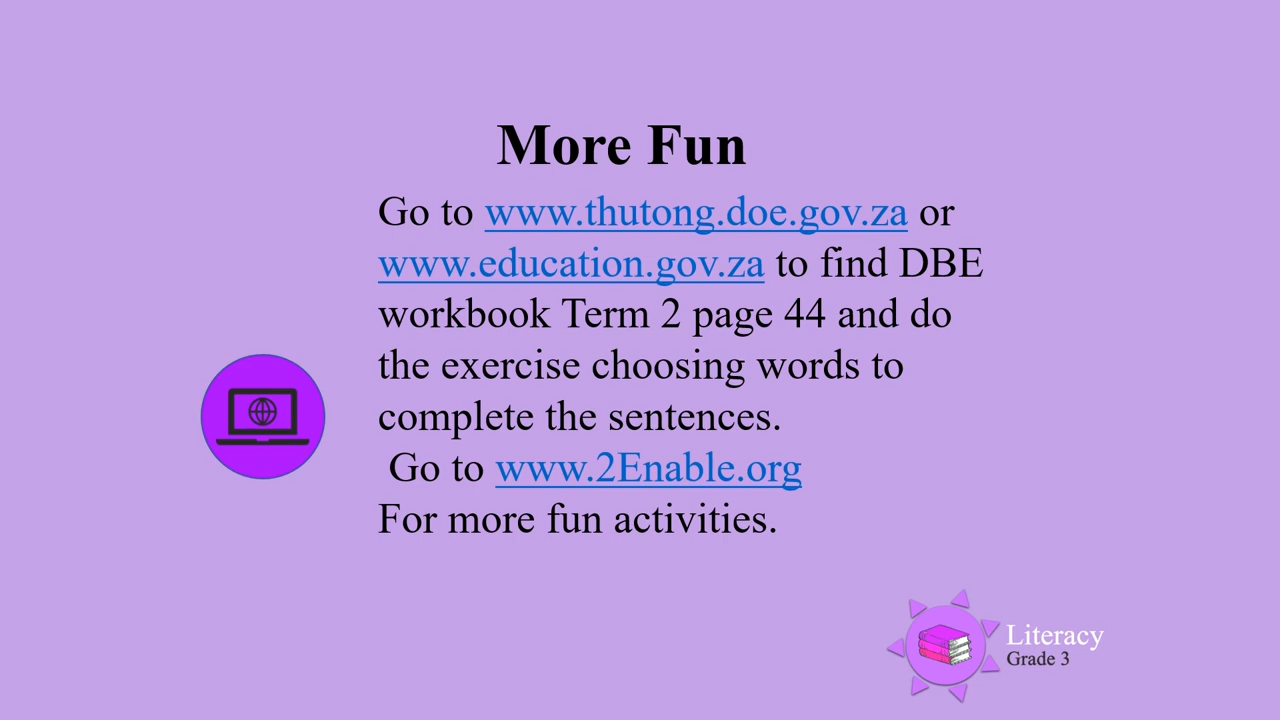 More Fun
Go to www.thutong.doe.gov.za or
www.education.gov.za to find DBE
workbook Term 2 page 44 and do
the exercise choosing words to
complete the sentences.
Go to www.2Enable.org
For more fun activities.
Literacy
Grade 3